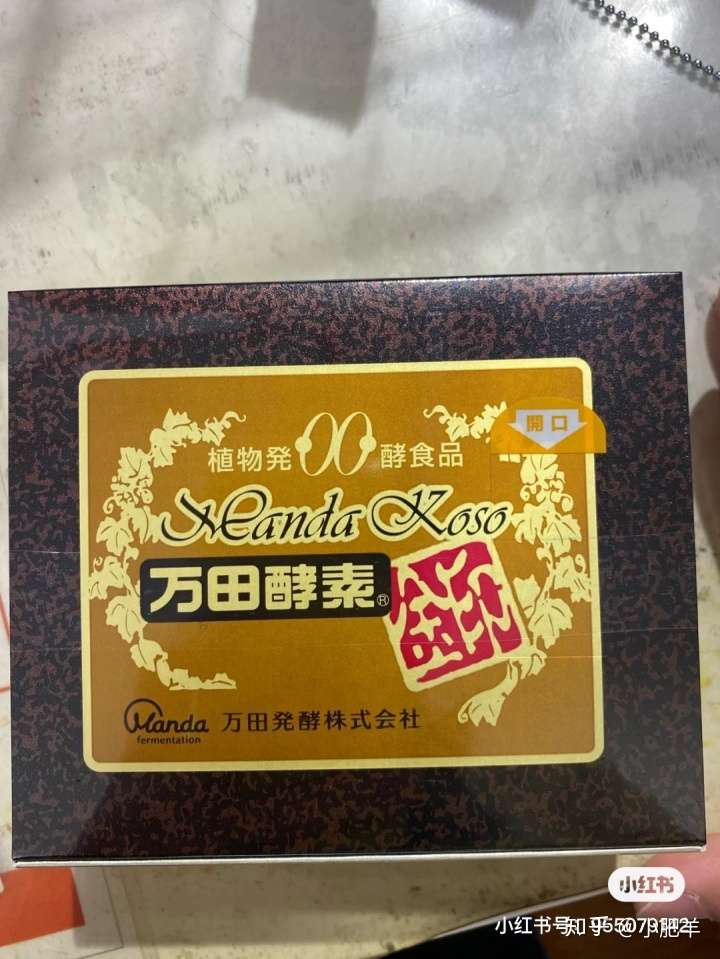 開口
植物発 酵食品
Manda Koso
万田酵素®
Manda
fermentation
万田発酵株式会社
小红书
小红书号
知乎 @小肥羊